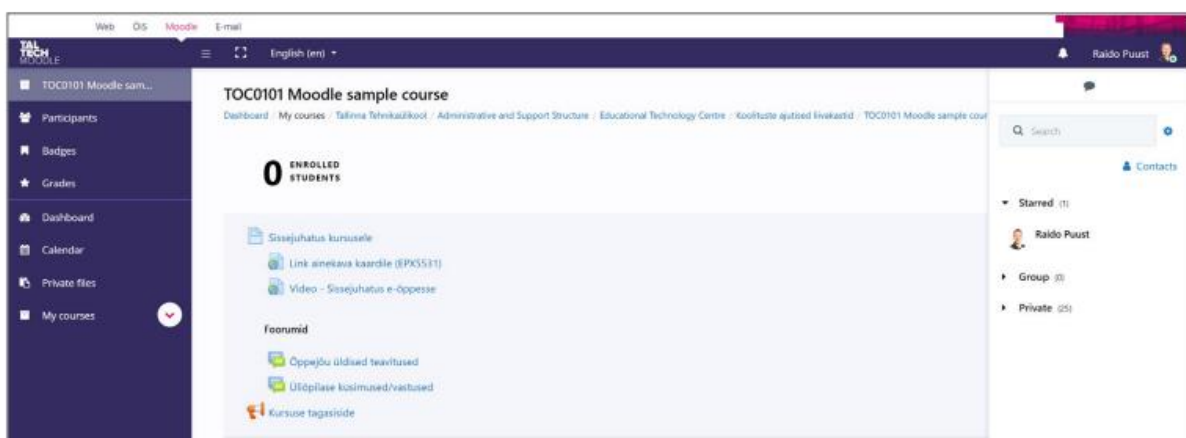 Web ÕIS Moodle E-mail
TAL
TECH
MOODLE
English (en)
Raido Puust
TOC0101 Moodle sam...
Participants
Badges
Grades
Dashboard
Calendar
Private files
My courses
TOC0101 Moodle sample course
Dashboard / My courses / Tallinna Tehnikaülikool / Administrative and Support Structure / Educational Technology Centre / Koolituste ajutised liivakastid / TOC0101 Moodle sample cour
0 ENROLLED
STUDENTS
Sissejuhatus kursusele
Link ainekava kaardile (EPX5531)
Video - Sissejuhatus e-õppesse
Foorumid
Õppejõu üldised teavitused
Üliõpilase küsimused/vastused
Kursuse tagasiside
Search
Contacts
Starred (1)
Raido Puust
Group (0)
Private (25)